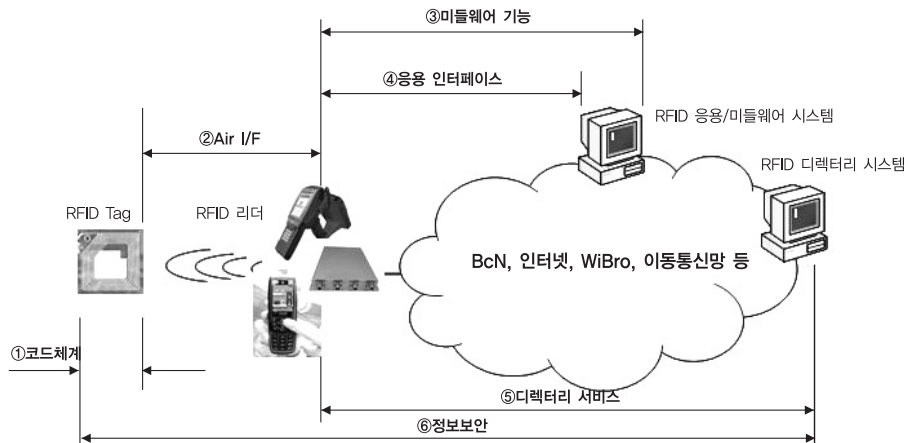 ③미들웨어 기능
④응용 인터페이스
RFID 응용/미들웨어 시스템
②Air I/F
RFID 디렉터리 시스템
RFID Tag
RFID 리더
BcN, 인터넷, WiBro, 이동통신망 등
①코드체계
⑤디렉터리 서비스
⑥정보보안